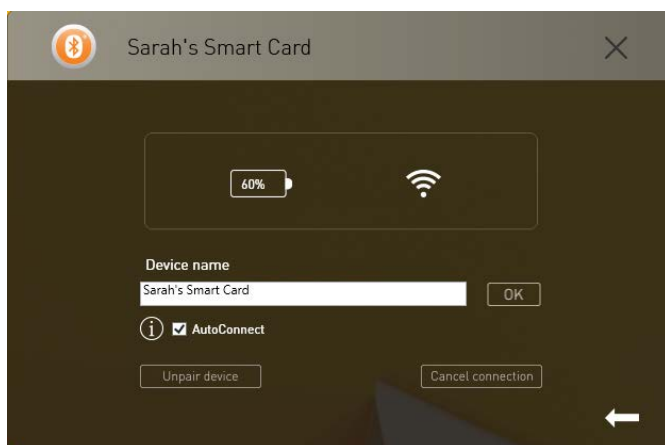 Sarah's Smart Card
60%
Device name
Sarah's Smart Card
OK
AutoConnect
Unpair device
Cancel connection